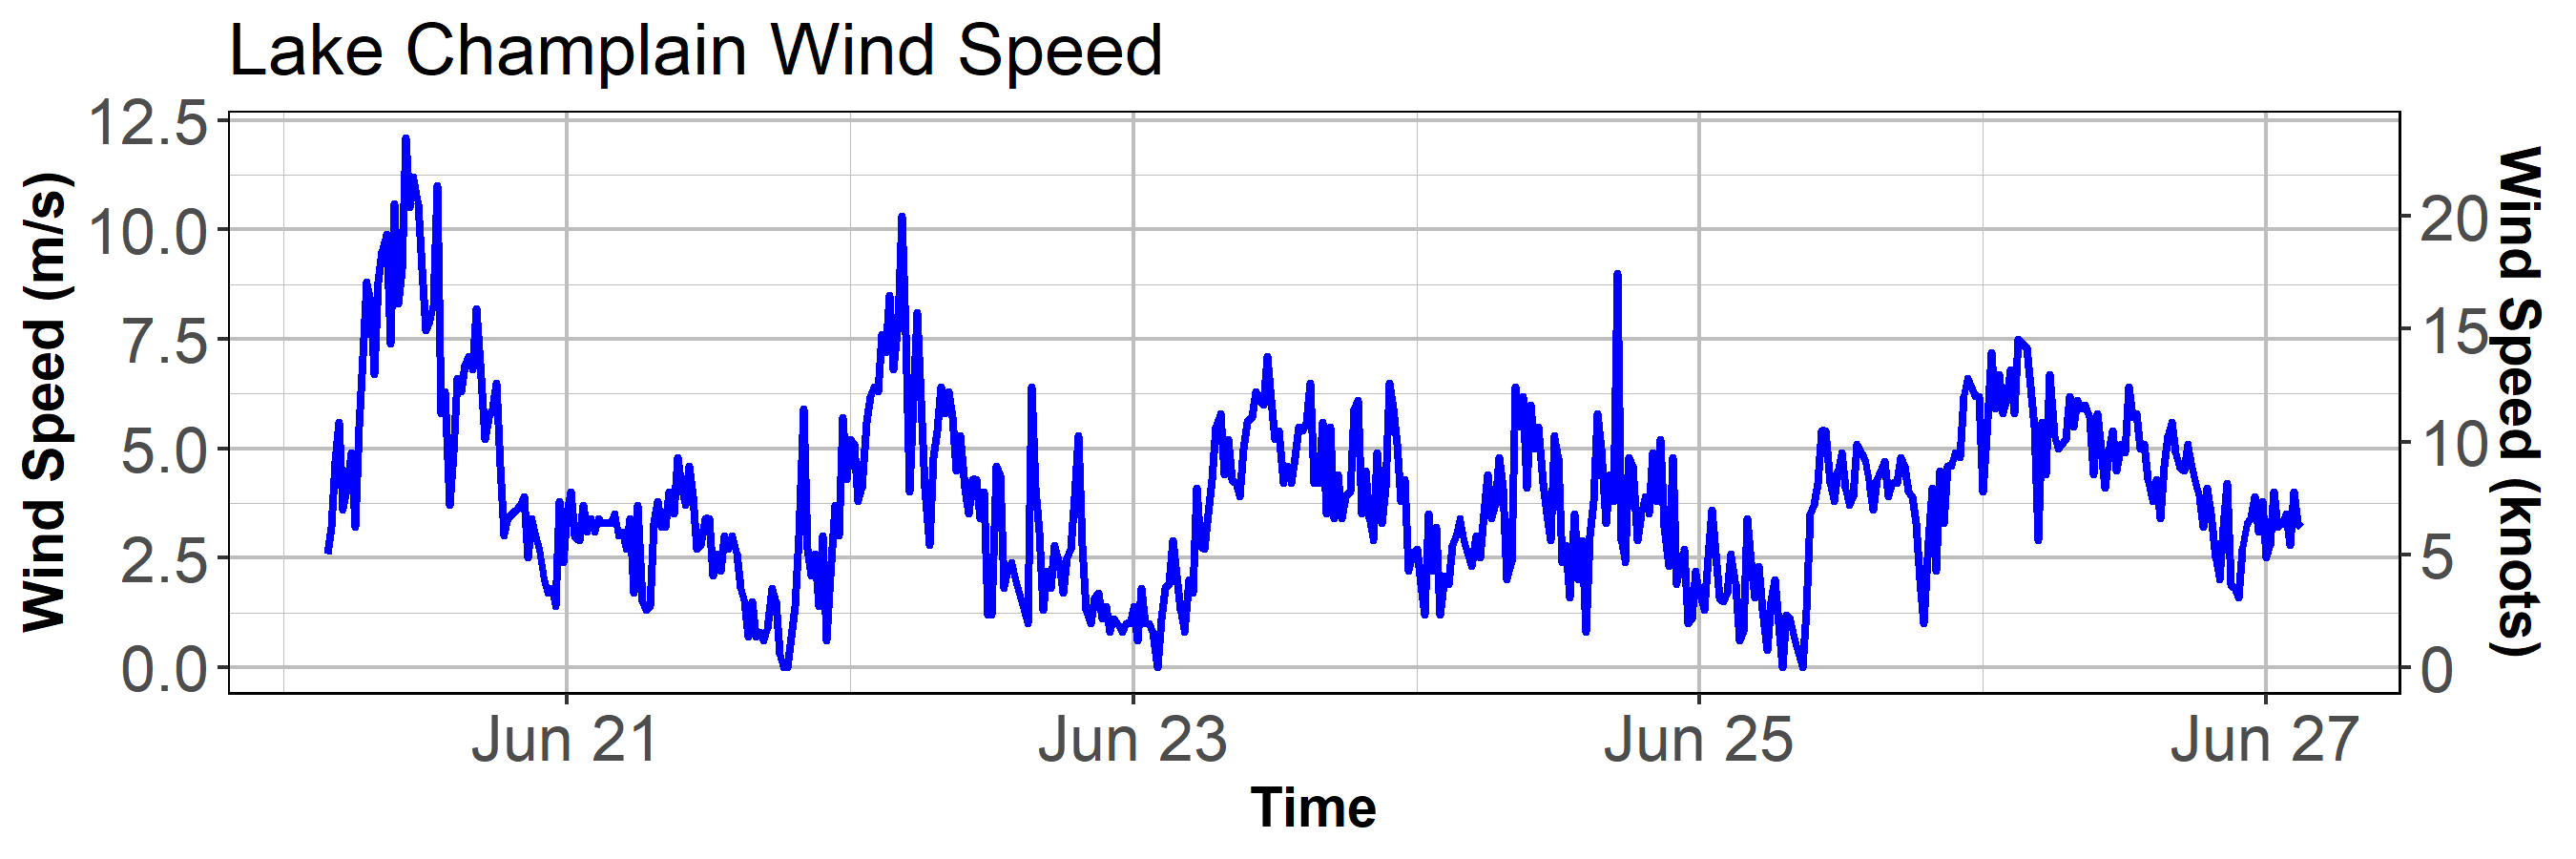 Lake Champlain Wind Speed
Wind Speed (m/s)
12.5
10.0
7.5
5.0
2.5
0.0
Wind Speed (knots)
20
15
10
5
0
Jun 21
Jun 23
Jun 25
Jun 27
Time